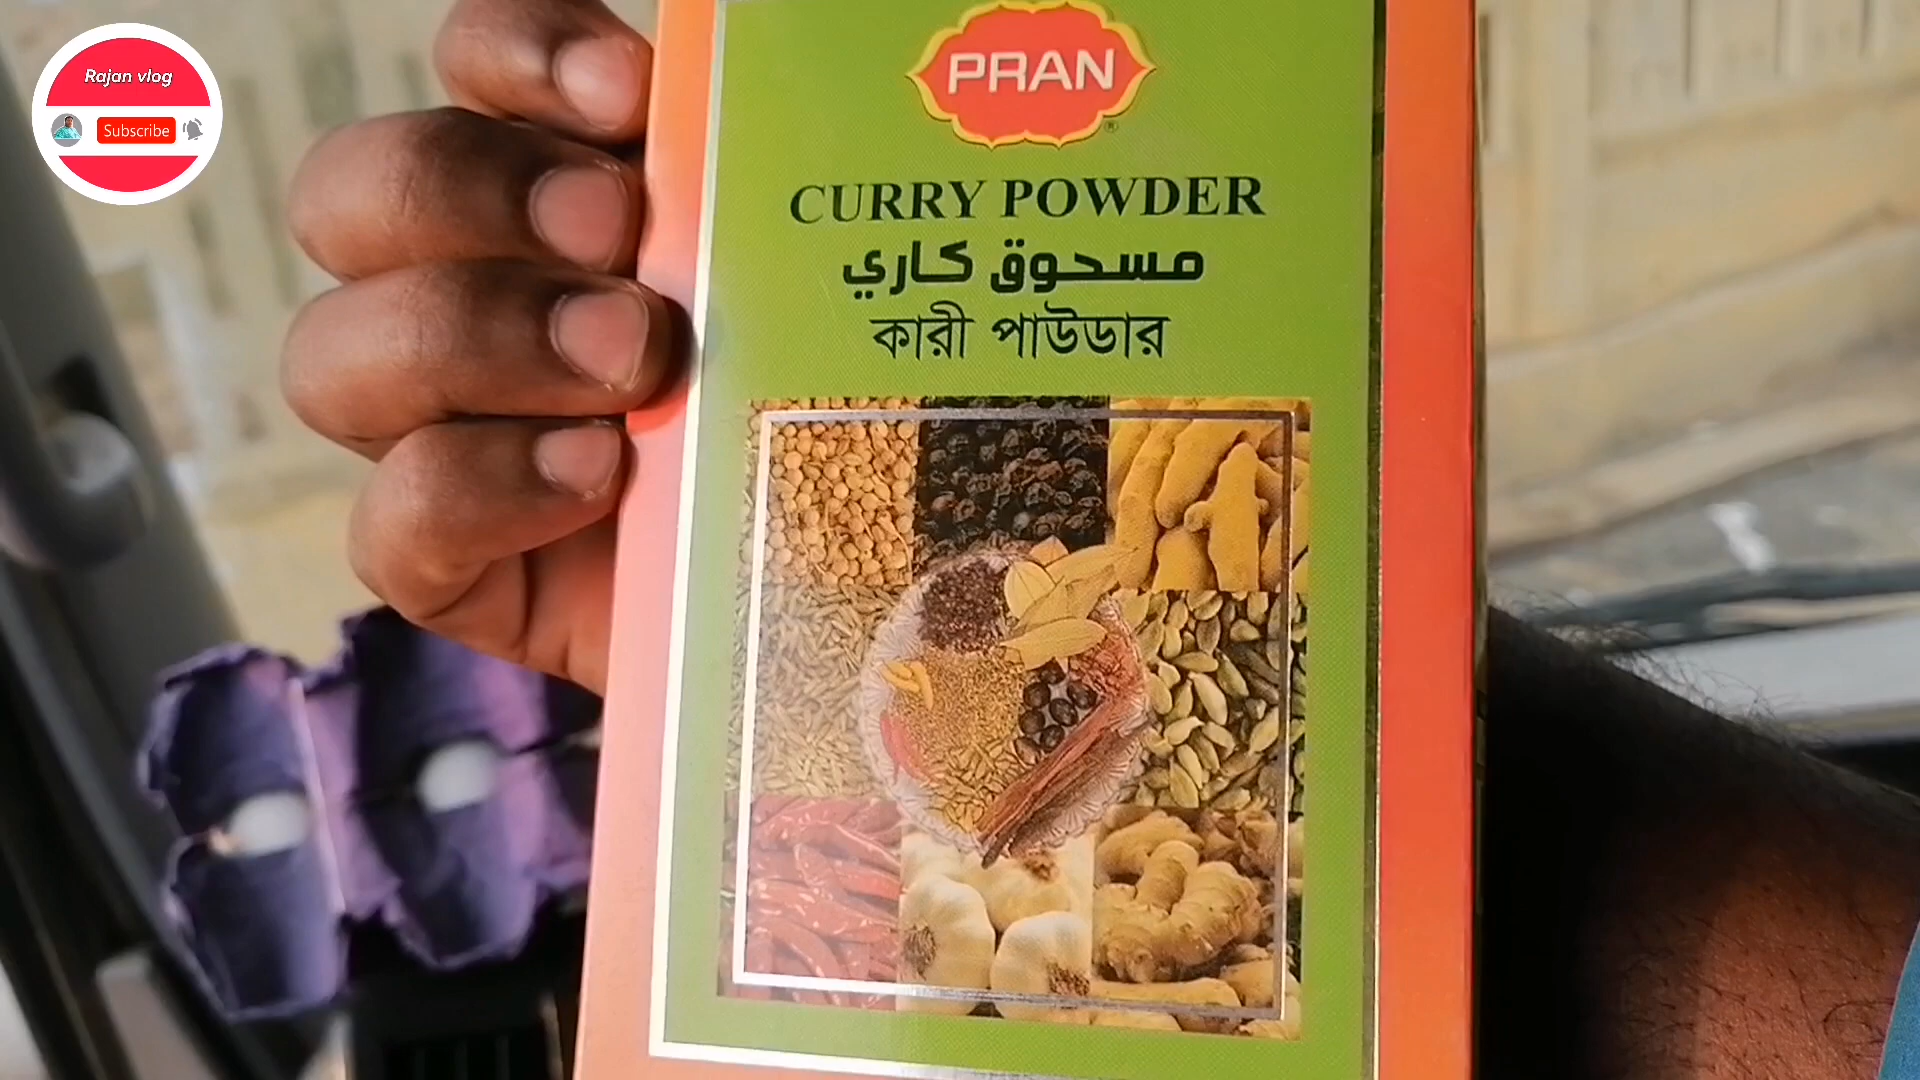 Rajan vlog
Subscribe
PRAN
®
CURRY POWDER
مسحوق كاري
কারী পাউডার